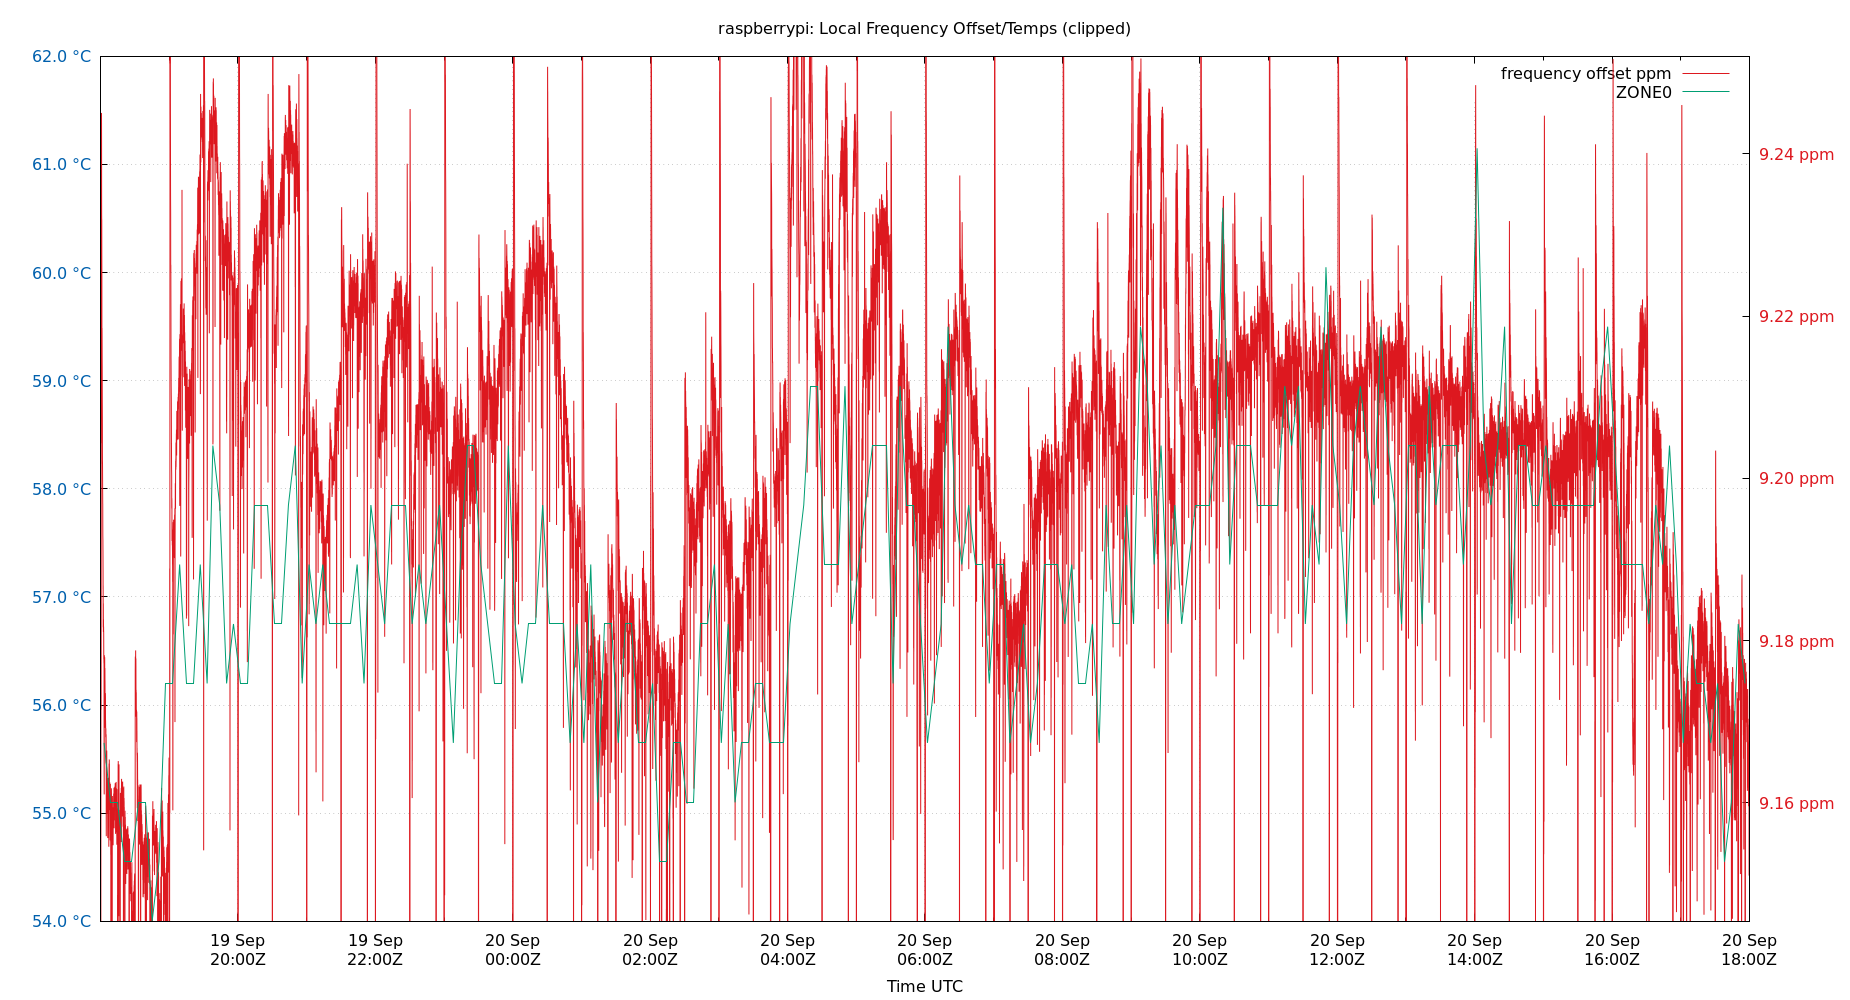 raspberrypi: Local Frequency Offset/Temps (clipped)
62.0 °C
61.0 °C
60.0 °C
59.0 °C
58.0 °C
57.0 °C
56.0 °C
55.0 °C
54.0 °C
frequency offset ppm
ZONE0
9.24 ppm
9.22 ppm
9.20 ppm
9.18 ppm
9.16 ppm
19 Sep 19 Sep 20 Sep 20 Sep 20 Sep 20 Sep 20 Sep 20 Sep 20 Sep 20 Sep 20 Sep 20 Sep
20:00Z 22:00Z 00:00Z 02:00Z 04:00Z 06:00Z 08:00Z 10:00Z 12:00Z 14:00Z 16:00Z 18:00Z
Time UTC